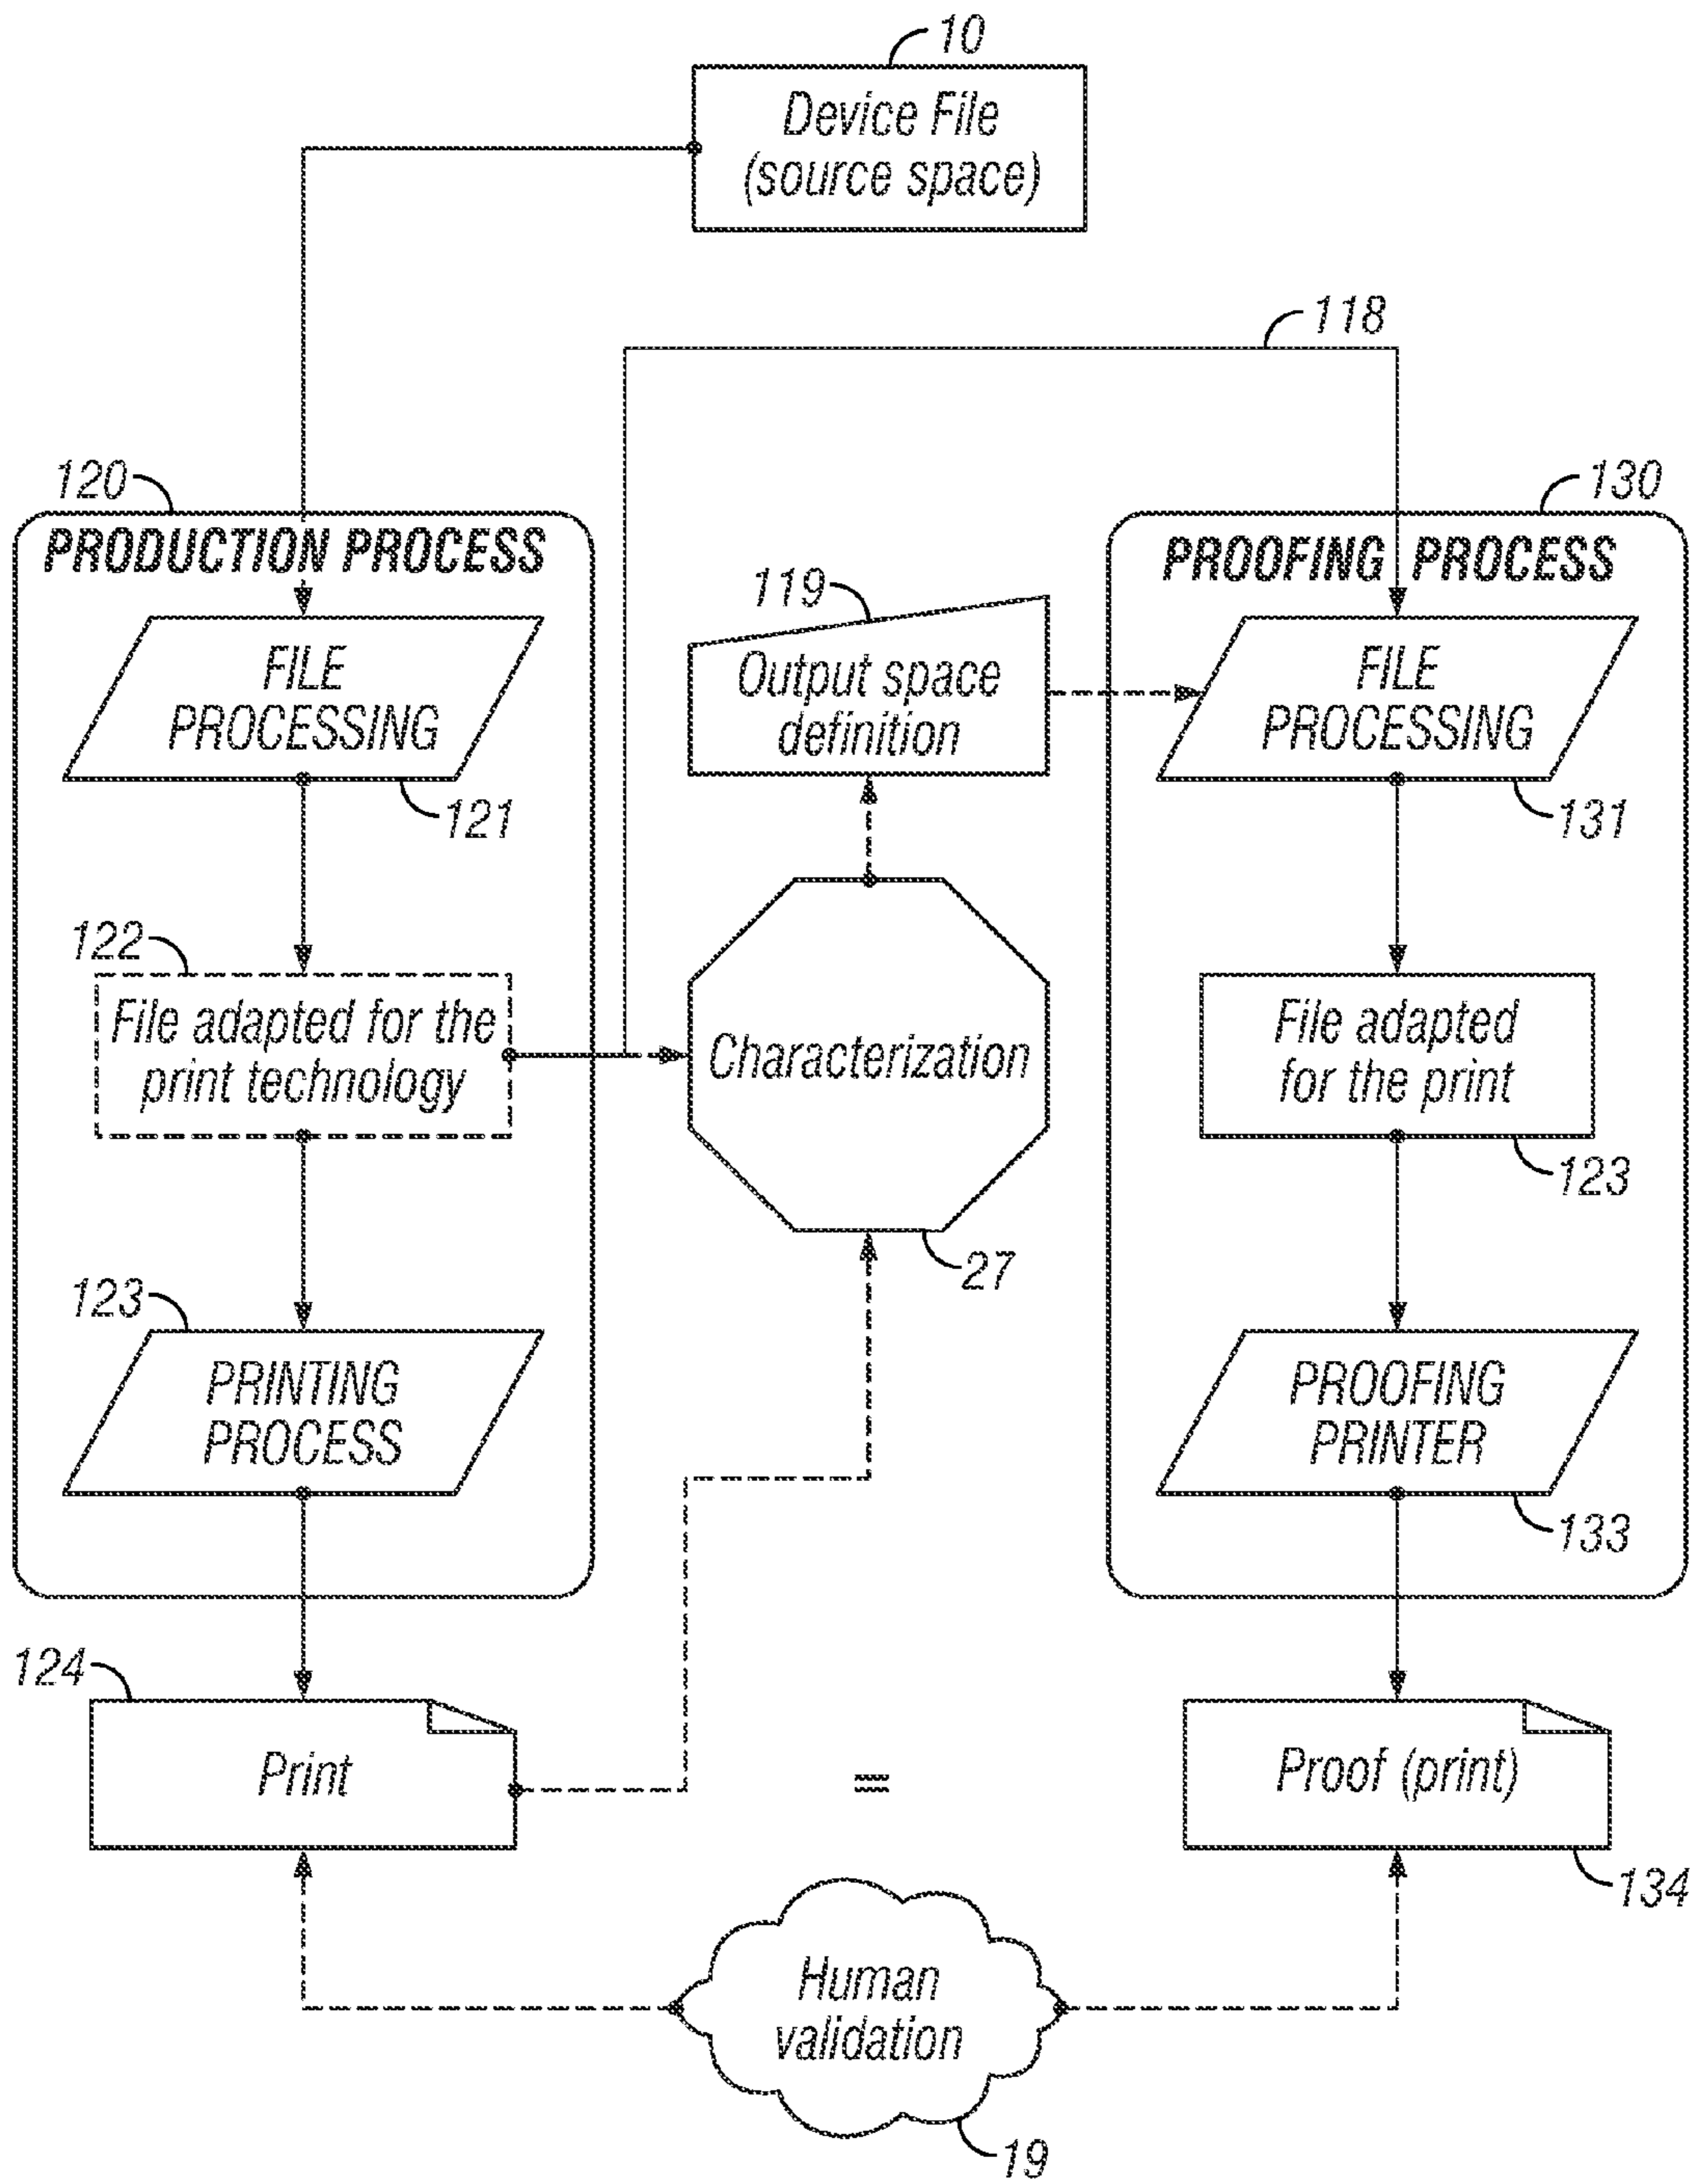 10
Device File
(source space)
118
120
PRODUCTION PROCESS
130
PROOFING PROCESS
119
FILE
PROCESSING
121
Output space
definition
FILE
PROCESSING
131
122
File adapted for the
print technology
Characterization
27
File adapted
for the print
123
123
PRINTING
PROCESS
PROOFING
PRINTER
133
124
Print
=
Proof (print)
134
Human
validation
19